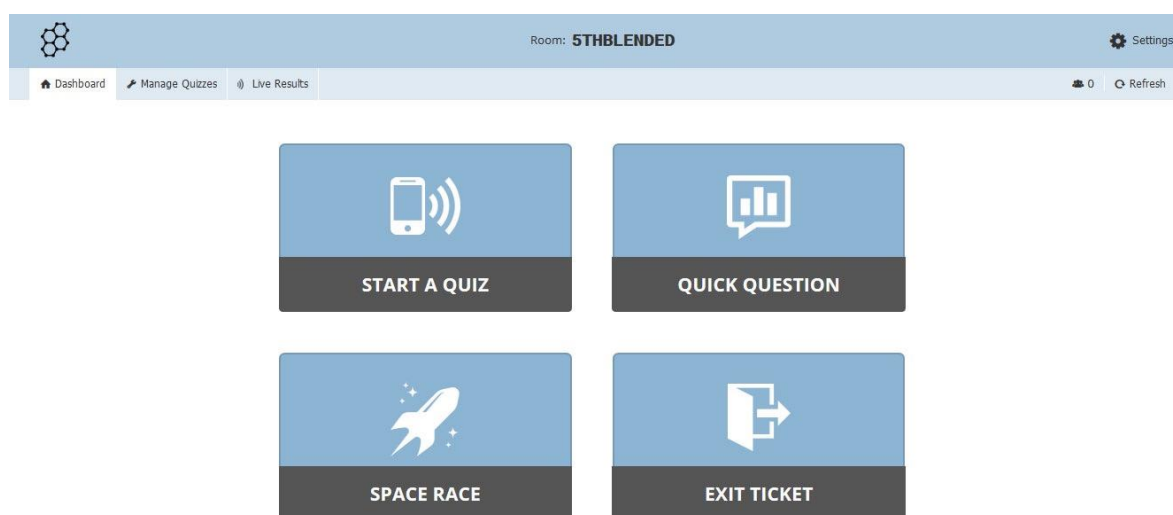 Room: 5THBLENDED
Settings
Dashboard Manage Quizzes Live Results 0 Refresh
START A QUIZ QUICK QUESTION
SPACE RACE EXIT TICKET